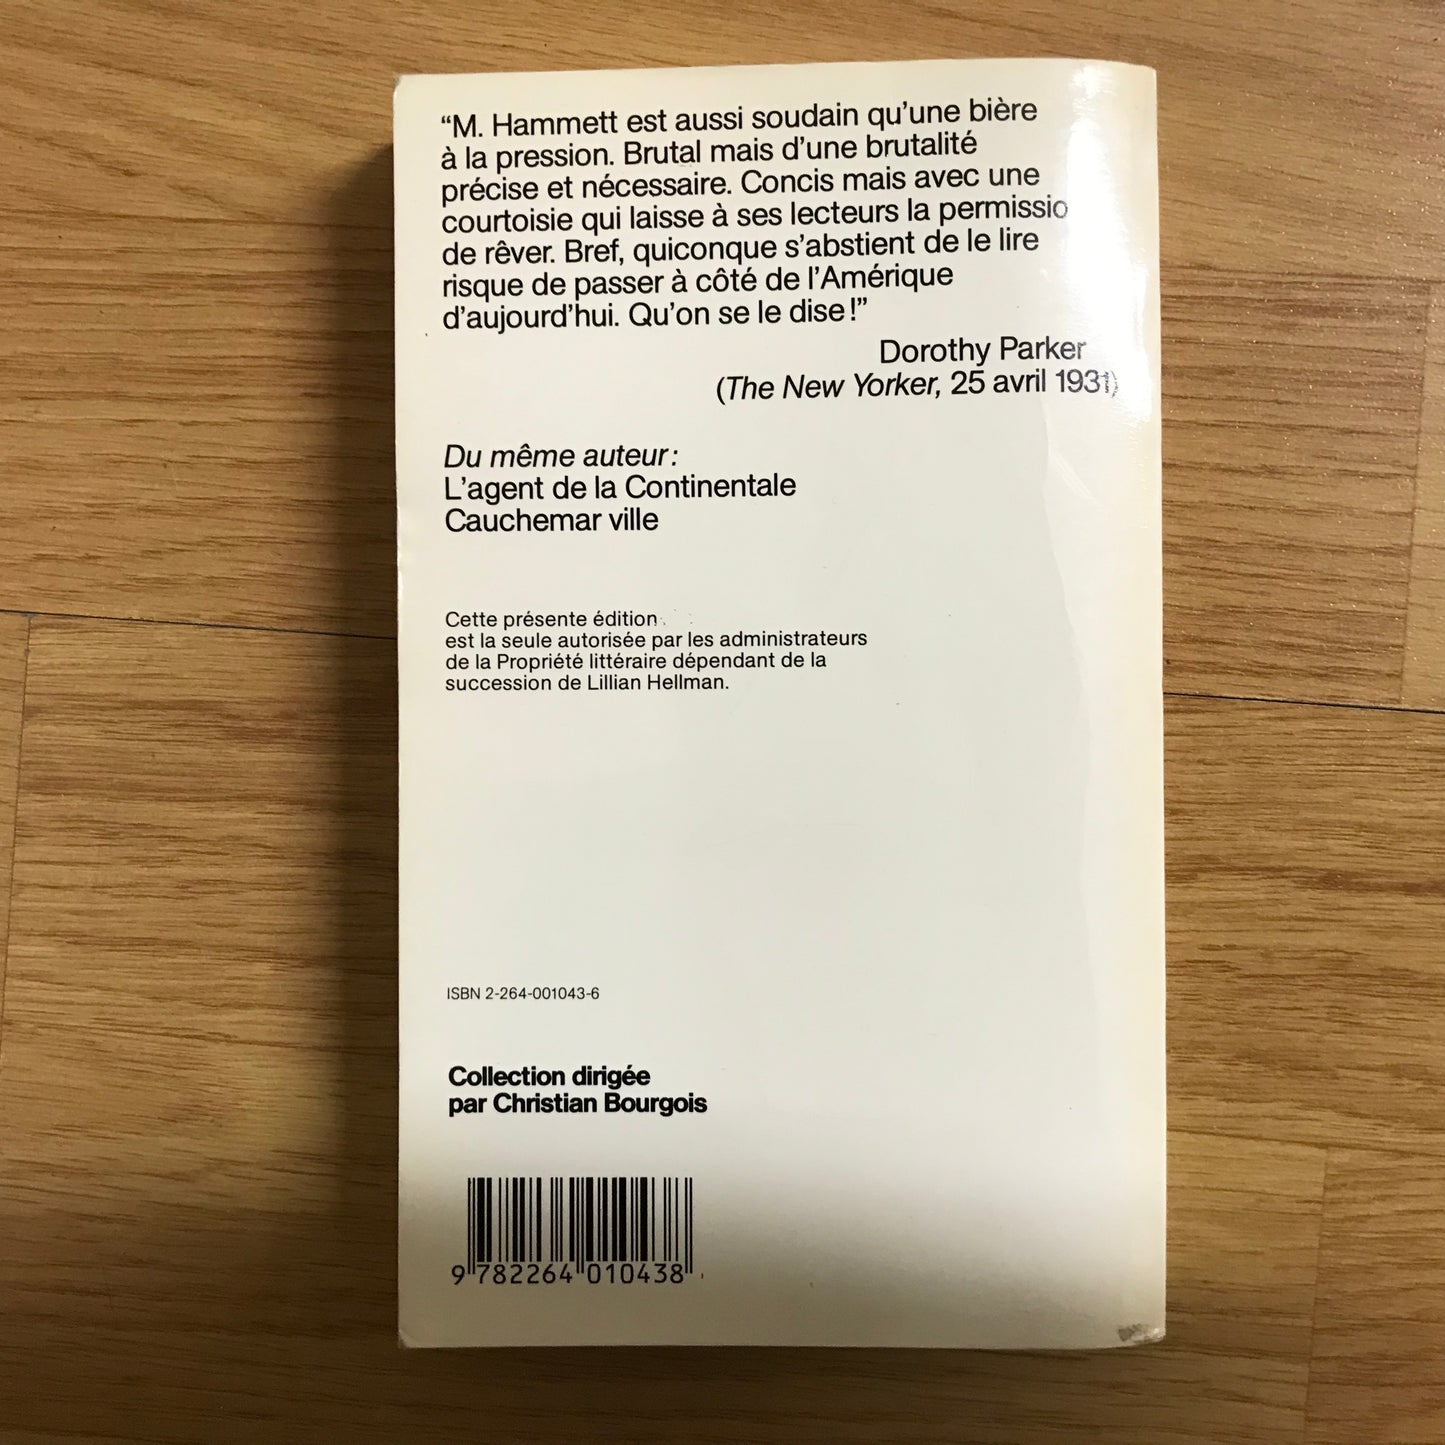 “M. Hammett est aussi soudain qu’une bière
à la pression. Brutal mais d’une brutalité
précise et nécessaire. Concis mais avec une
courtoisie qui laisse à ses lecteurs la permissio
de rêver. Bref, quiconque s’abstient de le lire
risque de passer à côté de l’Amérique
d’aujourd’hui. Qu’on se le dise!”
Dorothy Parker
(The New Yorker, 25 avril 1931)
Du même auteur:
L’agent de la Continentale
Cauchemar ville
Cette présente édition
est la seule autorisée par les administrateurs
de la Propriété littéraire dépendant de la
succession de Lillian Hellman.
ISBN 2-264-001043-6
Collection dirigée
par Christian Bourgois
9 782264 010438